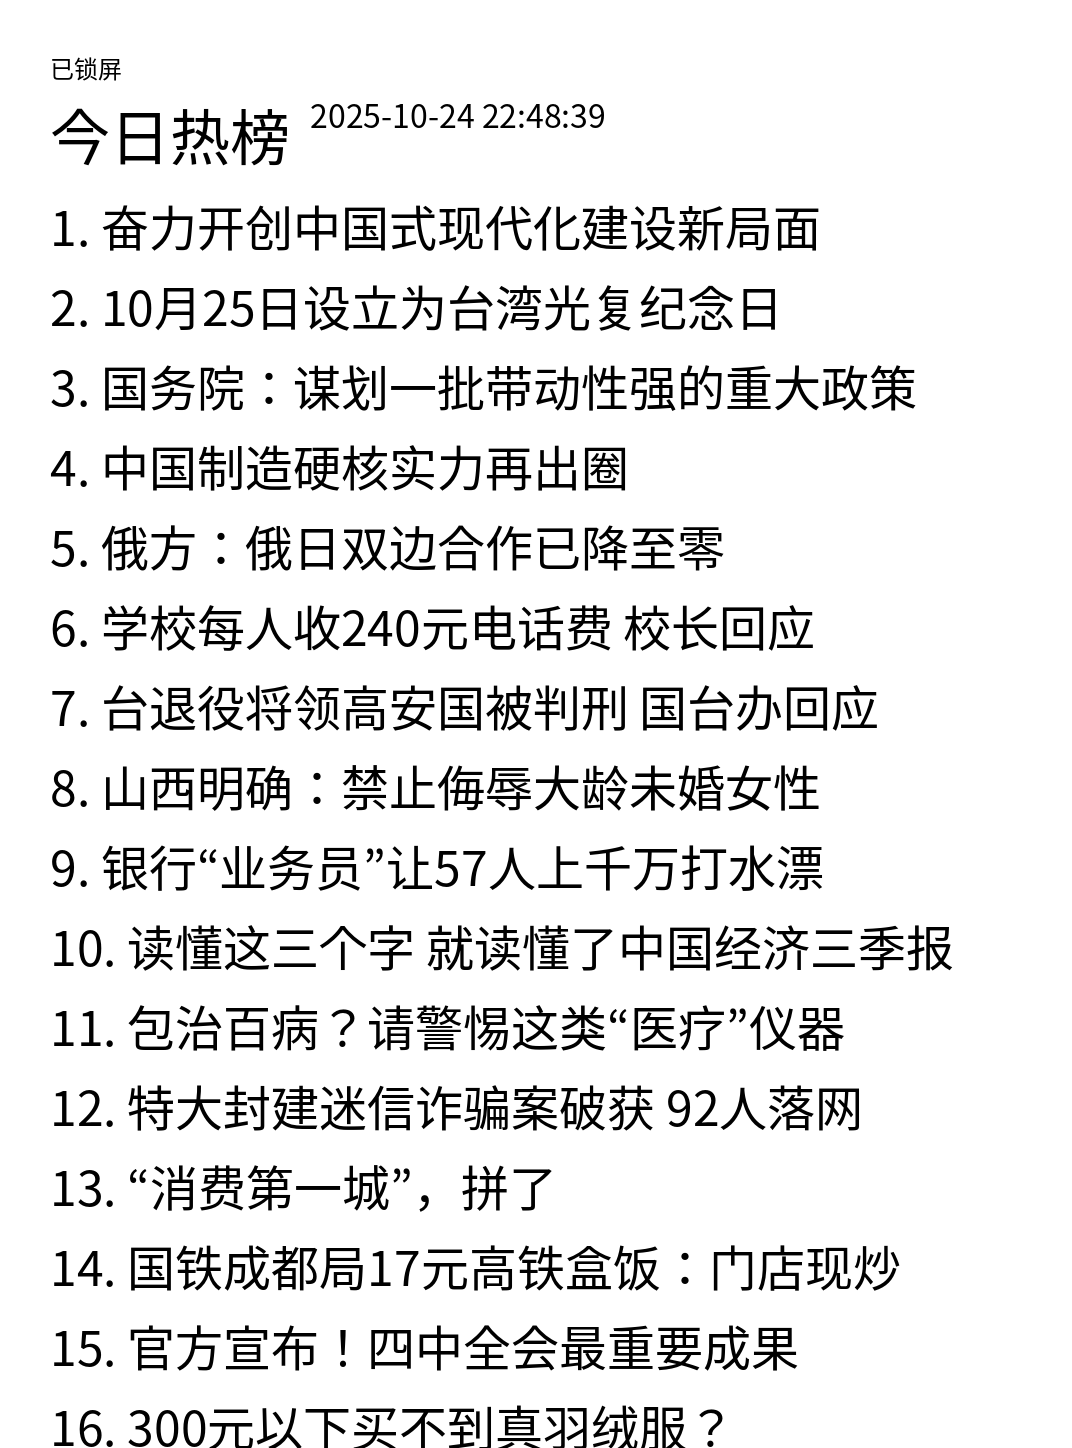 已锁屏
今日热榜 2025-10-24 22:48:39
1. 奋力开创中国式现代化建设新局面
2. 10月25日设立为台湾光复纪念日
3. 国务院：谋划一批带动性强的重大政策
4. 中国制造硬核实力再出圈
5. 俄方：俄日双边合作已降至零
6. 学校每人收240元电话费 校长回应
7. 台退役将领高安国被判刑 国台办回应
8. 山西明确：禁止侮辱大龄未婚女性
9. 银行“业务员”让57人上千万打水漂
10. 读懂这三个字 就读懂了中国经济三季报
11. 包治百病？请警惕这类“医疗”仪器
12. 特大封建迷信诈骗案破获 92人落网
13. “消费第一城”，拼了
14. 国铁成都局17元高铁盒饭：门店现炒
15. 官方宣布！四中全会最重要成果
16. 300元以下买不到真羽绒服？